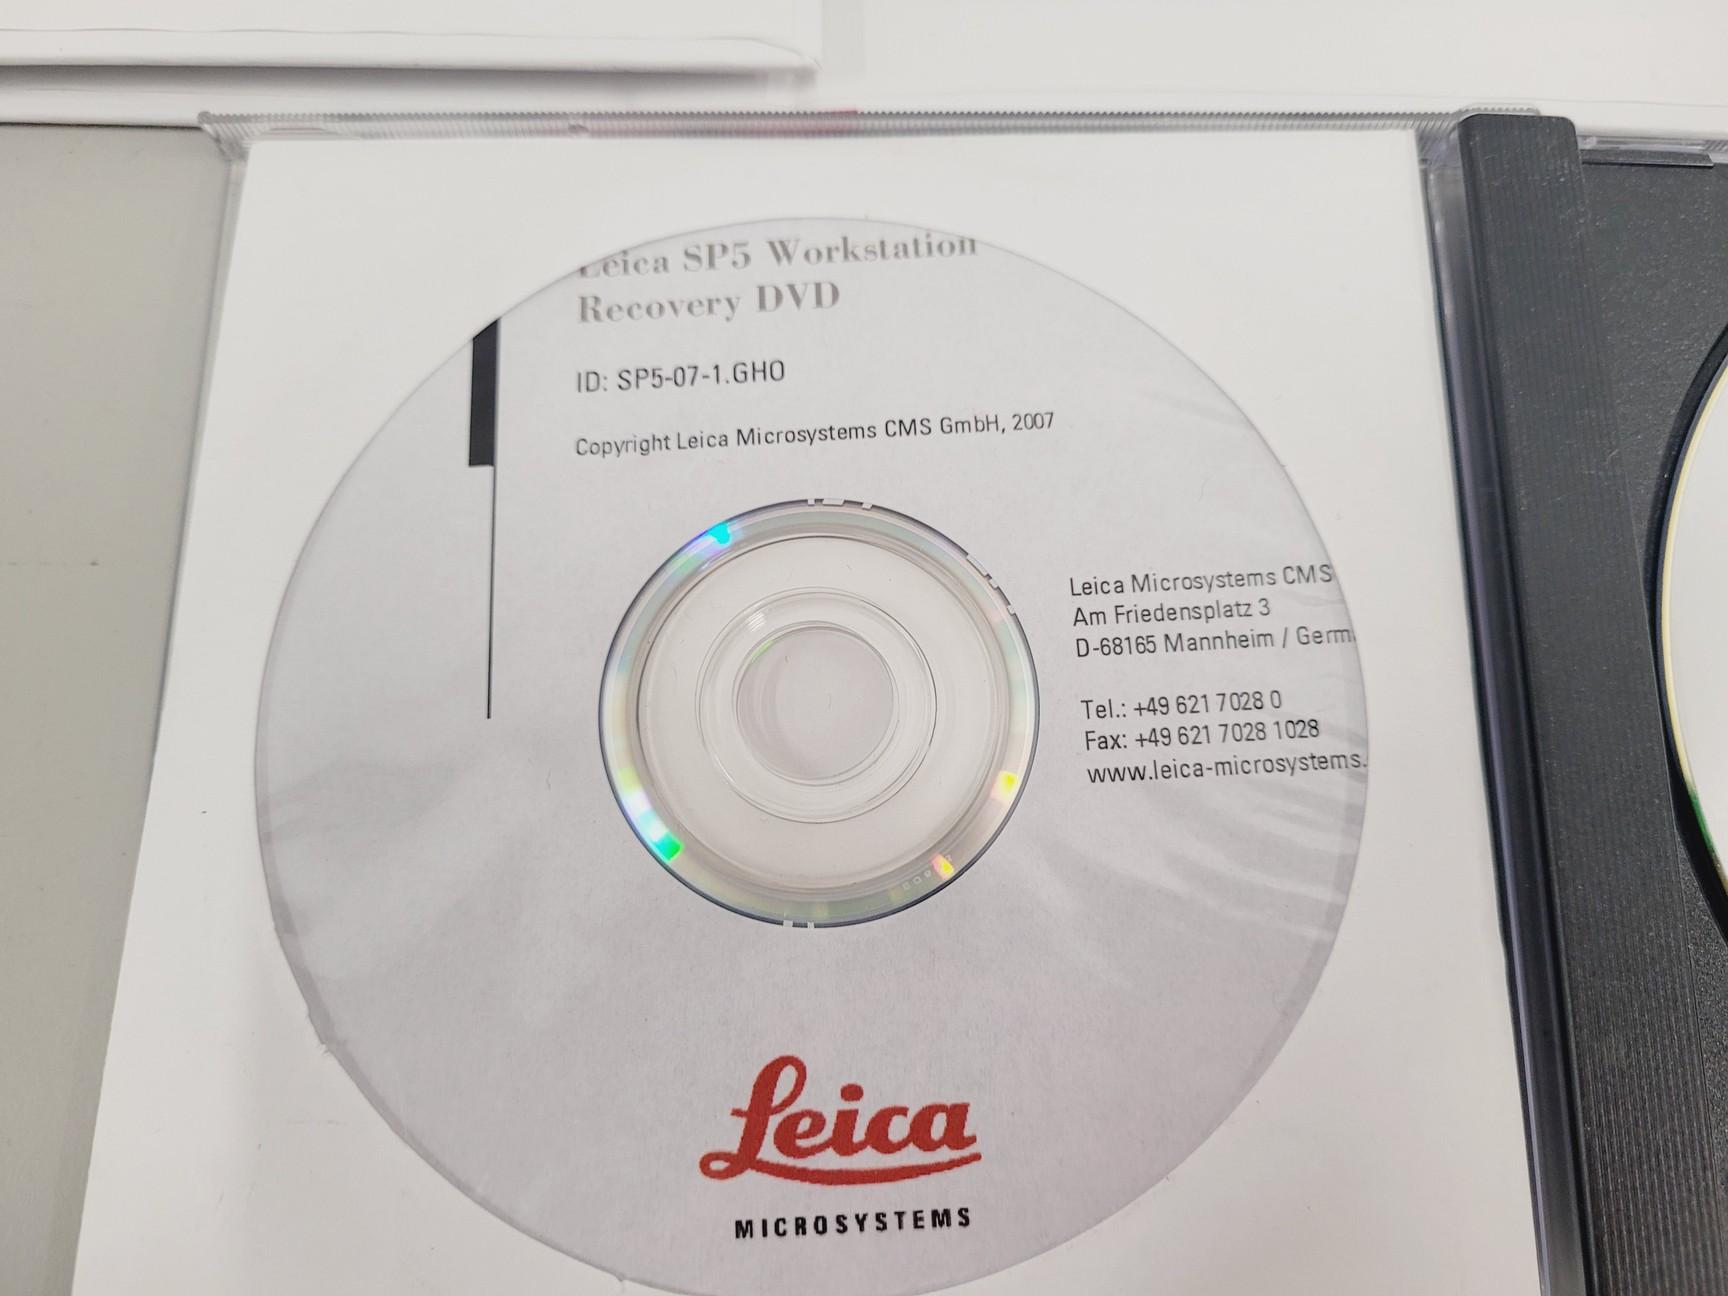 Leica SP5 Workstation
Recovery DVD
ID: SP5-07-1.GHO
Copyright Leica Microsystems CMS GmbH, 2007
Leica Microsystems CMS
Am Friedensplatz 3
D-68165 Mannheim / Germ
Tel.: +49 621 7028 0
Fax: +49 621 7028 1028
www.leica-microsystems.
Leica
MICROSYSTEMS